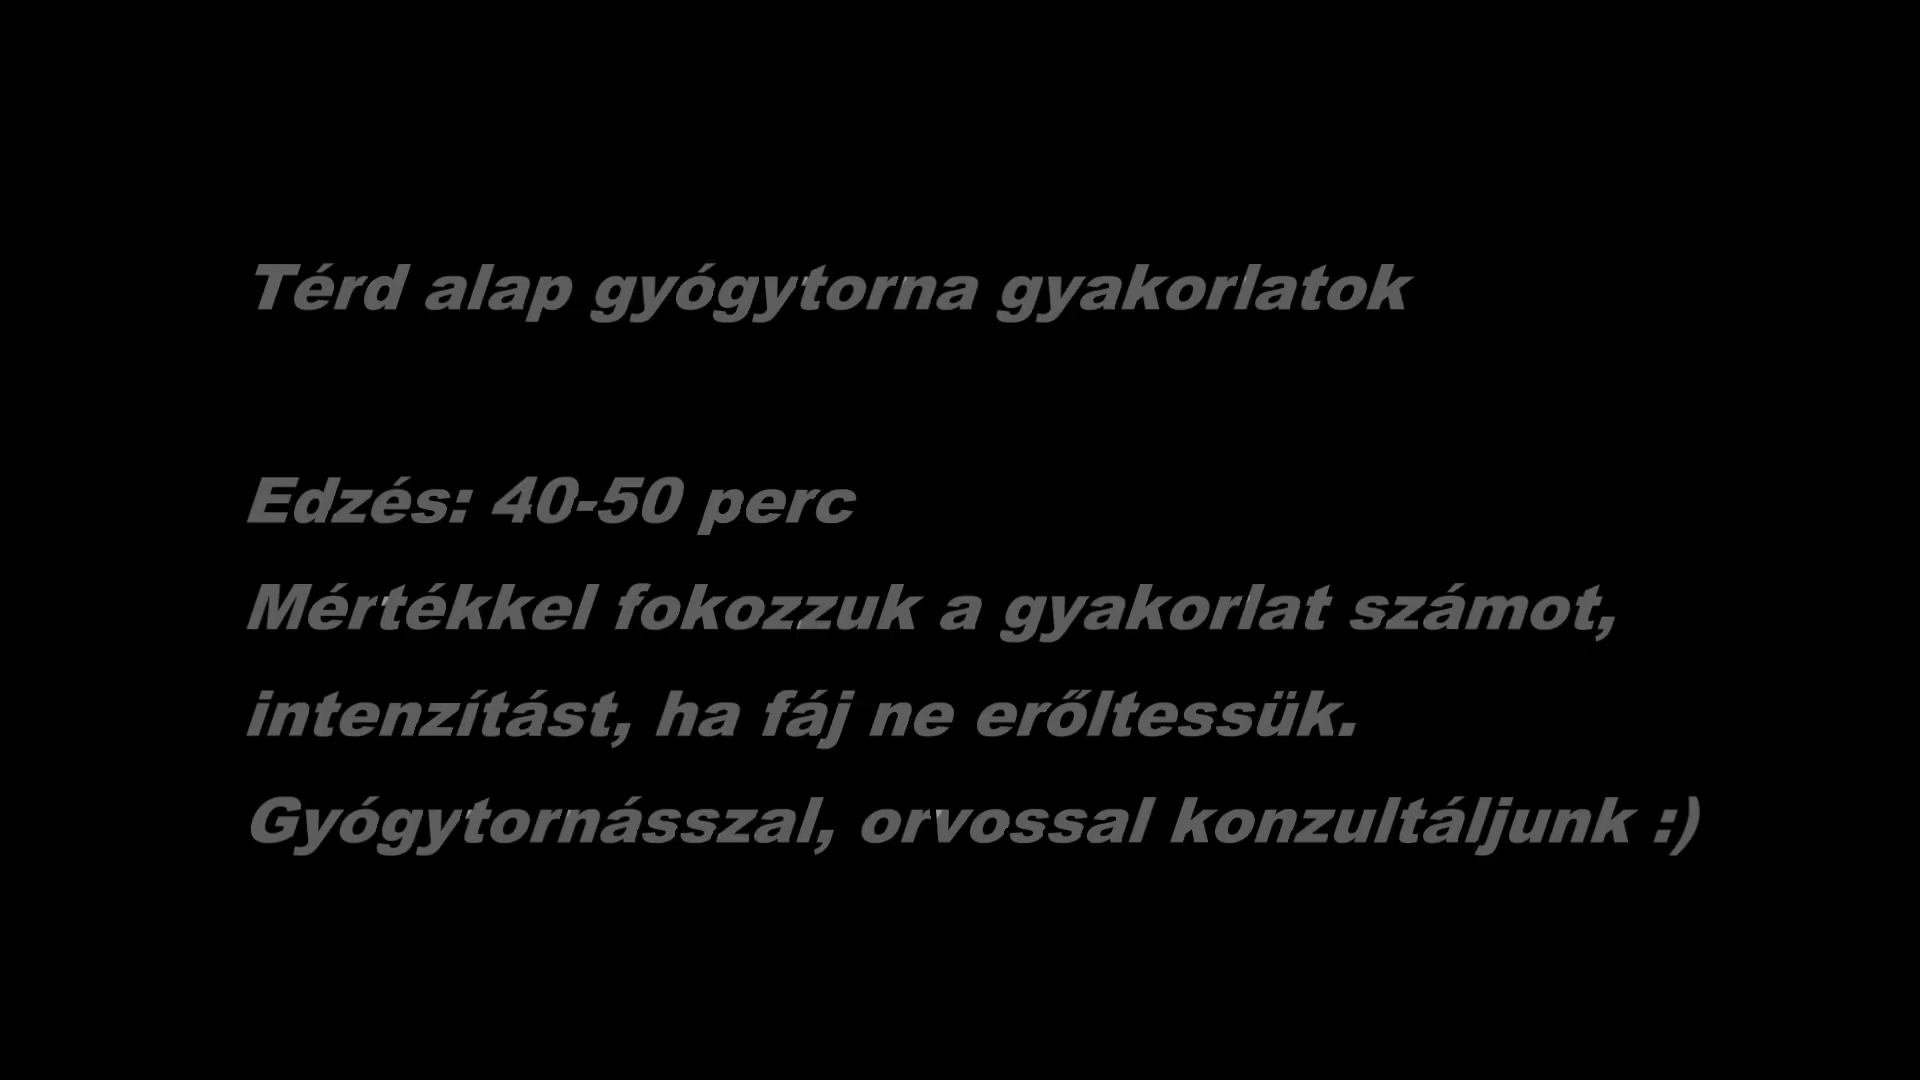 Térd alap gyógytorna gyakorlatok
Edzés: 40-50 perc
Mértékkel fokozzuk a gyakorlat számot,
intenzítást, ha fáj ne erőltessük.
Gyógytornásszal, orvossal konzultáljunk :)